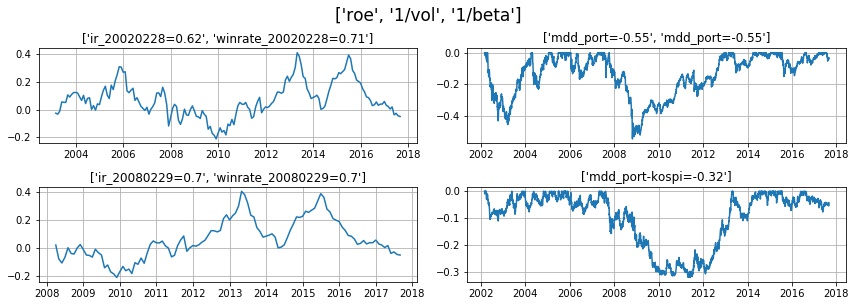 ['roe', '1/vol', '1/beta']
['ir_20020228=0.62', 'winrate_20020228=0.71']
0.4
0.2
0.0
−0.2
2004 2006 2008 2010 2012 2014 2016 2018
['mdd_port=-0.55', 'mdd_port=-0.55']
0.0
−0.2
−0.4
2002 2004 2006 2008 2010 2012 2014 2016 2018
['ir_20080229=0.7', 'winrate_20080229=0.7']
0.4
0.2
0.0
−0.2
2008 2009 2010 2011 2012 2013 2014 2015 2016 2017 2018
['mdd_port-kospi=-0.32']
0.0
−0.1
−0.2
−0.3
2002 2004 2006 2008 2010 2012 2014 2016 2018